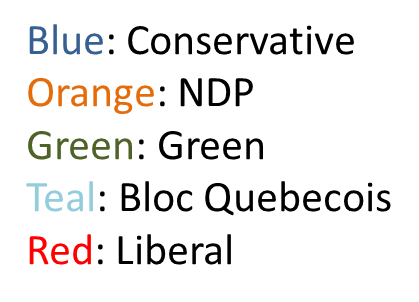 Blue: Conservative
Orange: NDP
Green: Green
Teal: Bloc Quebecois
Red: Liberal